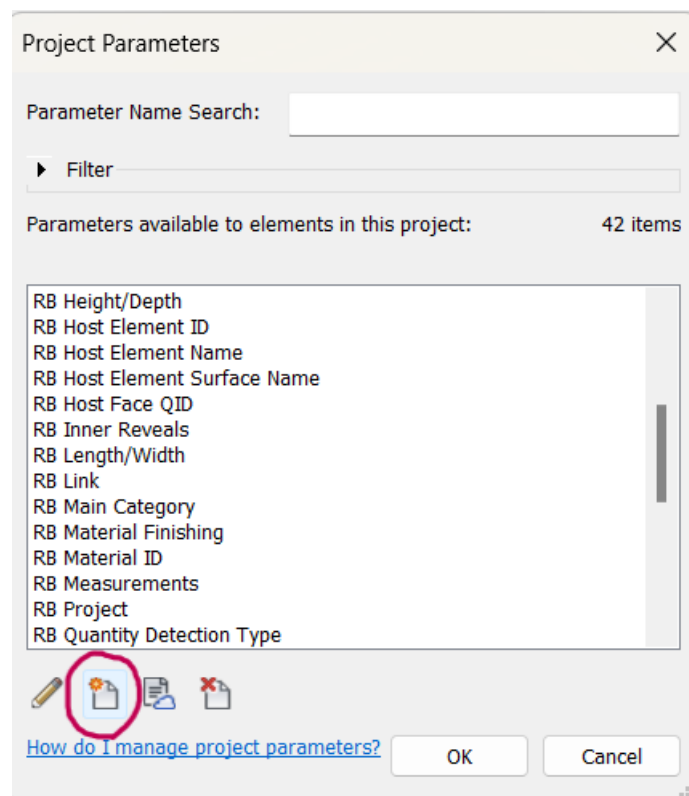 Project Parameters
Parameter Name Search:
Filter
Parameters available to elements in this project: 42 items
RB Height/Depth
RB Host Element ID
RB Host Element Name
RB Host Element Surface Name
RB Host Face QID
RB Inner Reveals
RB Length/Width
RB Link
RB Main Category
RB Material Finishing
RB Material ID
RB Measurements
RB Project
RB Quantity Detection Type
How do I manage project parameters? OK Cancel